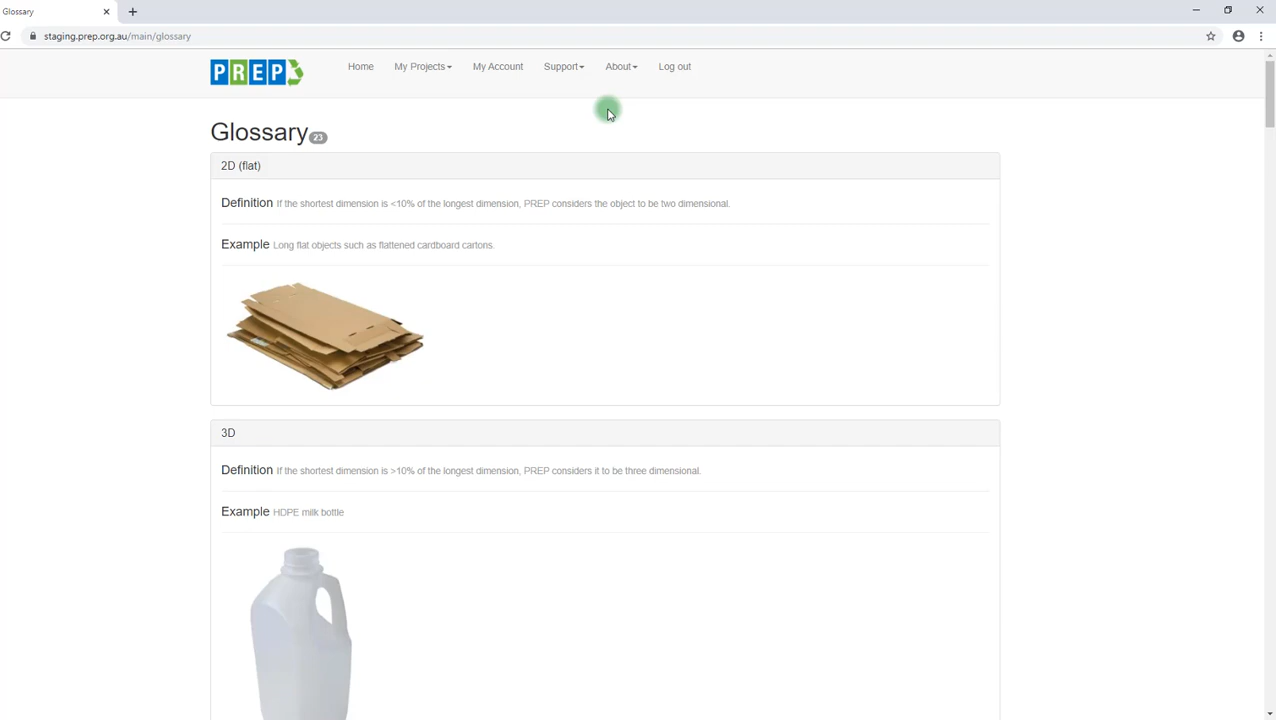 Glossary
staging.prep.org.au/main/glossary
PREP
Home My Projects My Account Support About Log out
Glossary 23
2D (flat)
Definition If the shortest dimension is <10% of the longest dimension, PREP considers the object to be two dimensional.
Example Long flat objects such as flattened cardboard cartons.
3D
Definition If the shortest dimension is >10% of the longest dimension, PREP considers it to be three dimensional.
Example HDPE milk bottle